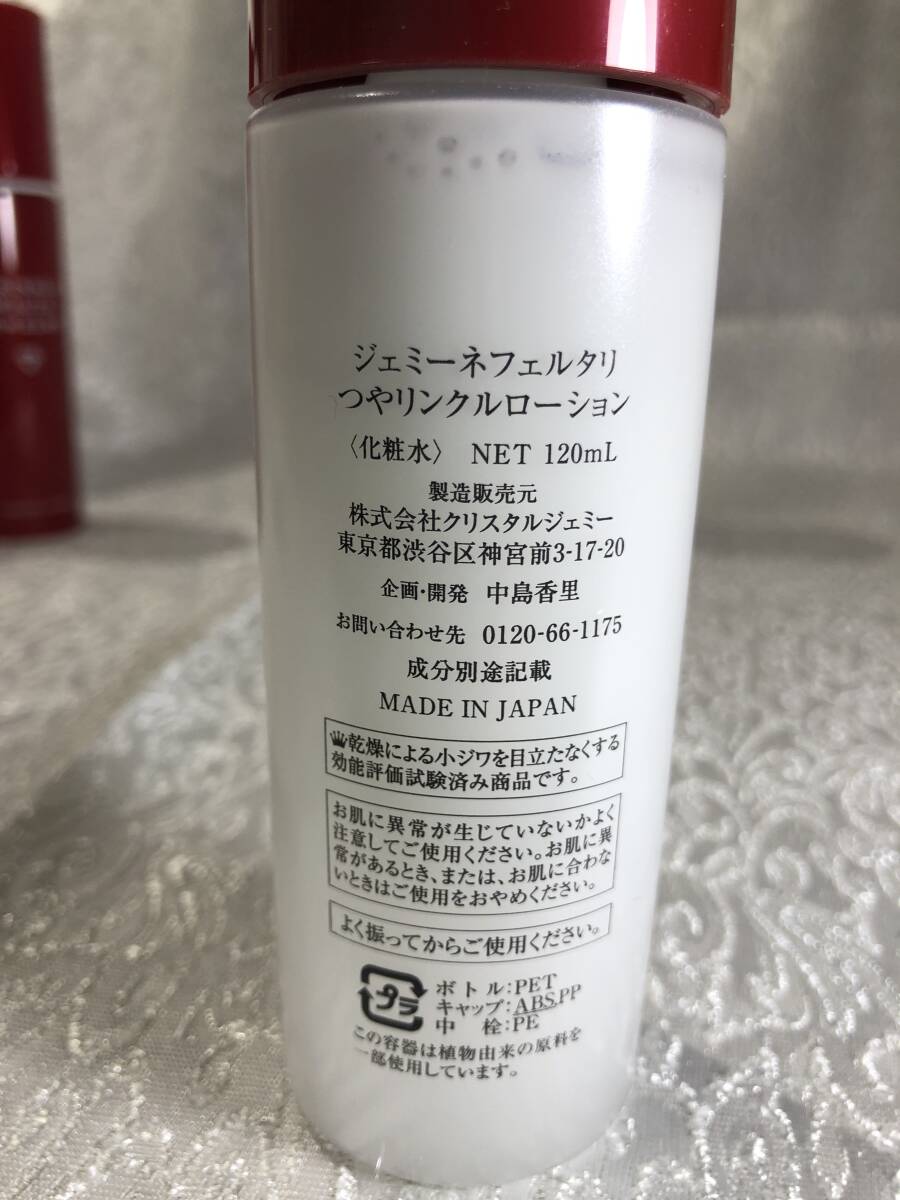 ジェミーネフェルタリ
つやリンクルローション
〈化粧水〉 NET 120mL
製造販売元
株式会社クリスタルジェミー
東京都渋谷区神宮前3-17-20
企画・開発 中島香里
お問い合わせ先 0120-66-1175
成分別途記載
MADE IN JAPAN
乾燥による小ジワを目立たなくする
効能評価試験済み商品です。
お肌に異常が生じていないかよく
注意してご使用ください。お肌に異
常があるとき、または、お肌に合わな
いときはご使用をおやめください。
よく振ってからご使用ください。
プラ
ボトル:PET
キャップ:ABS,PP
中 栓:PE
この容器は植物由来の原料を
一部使用しています。